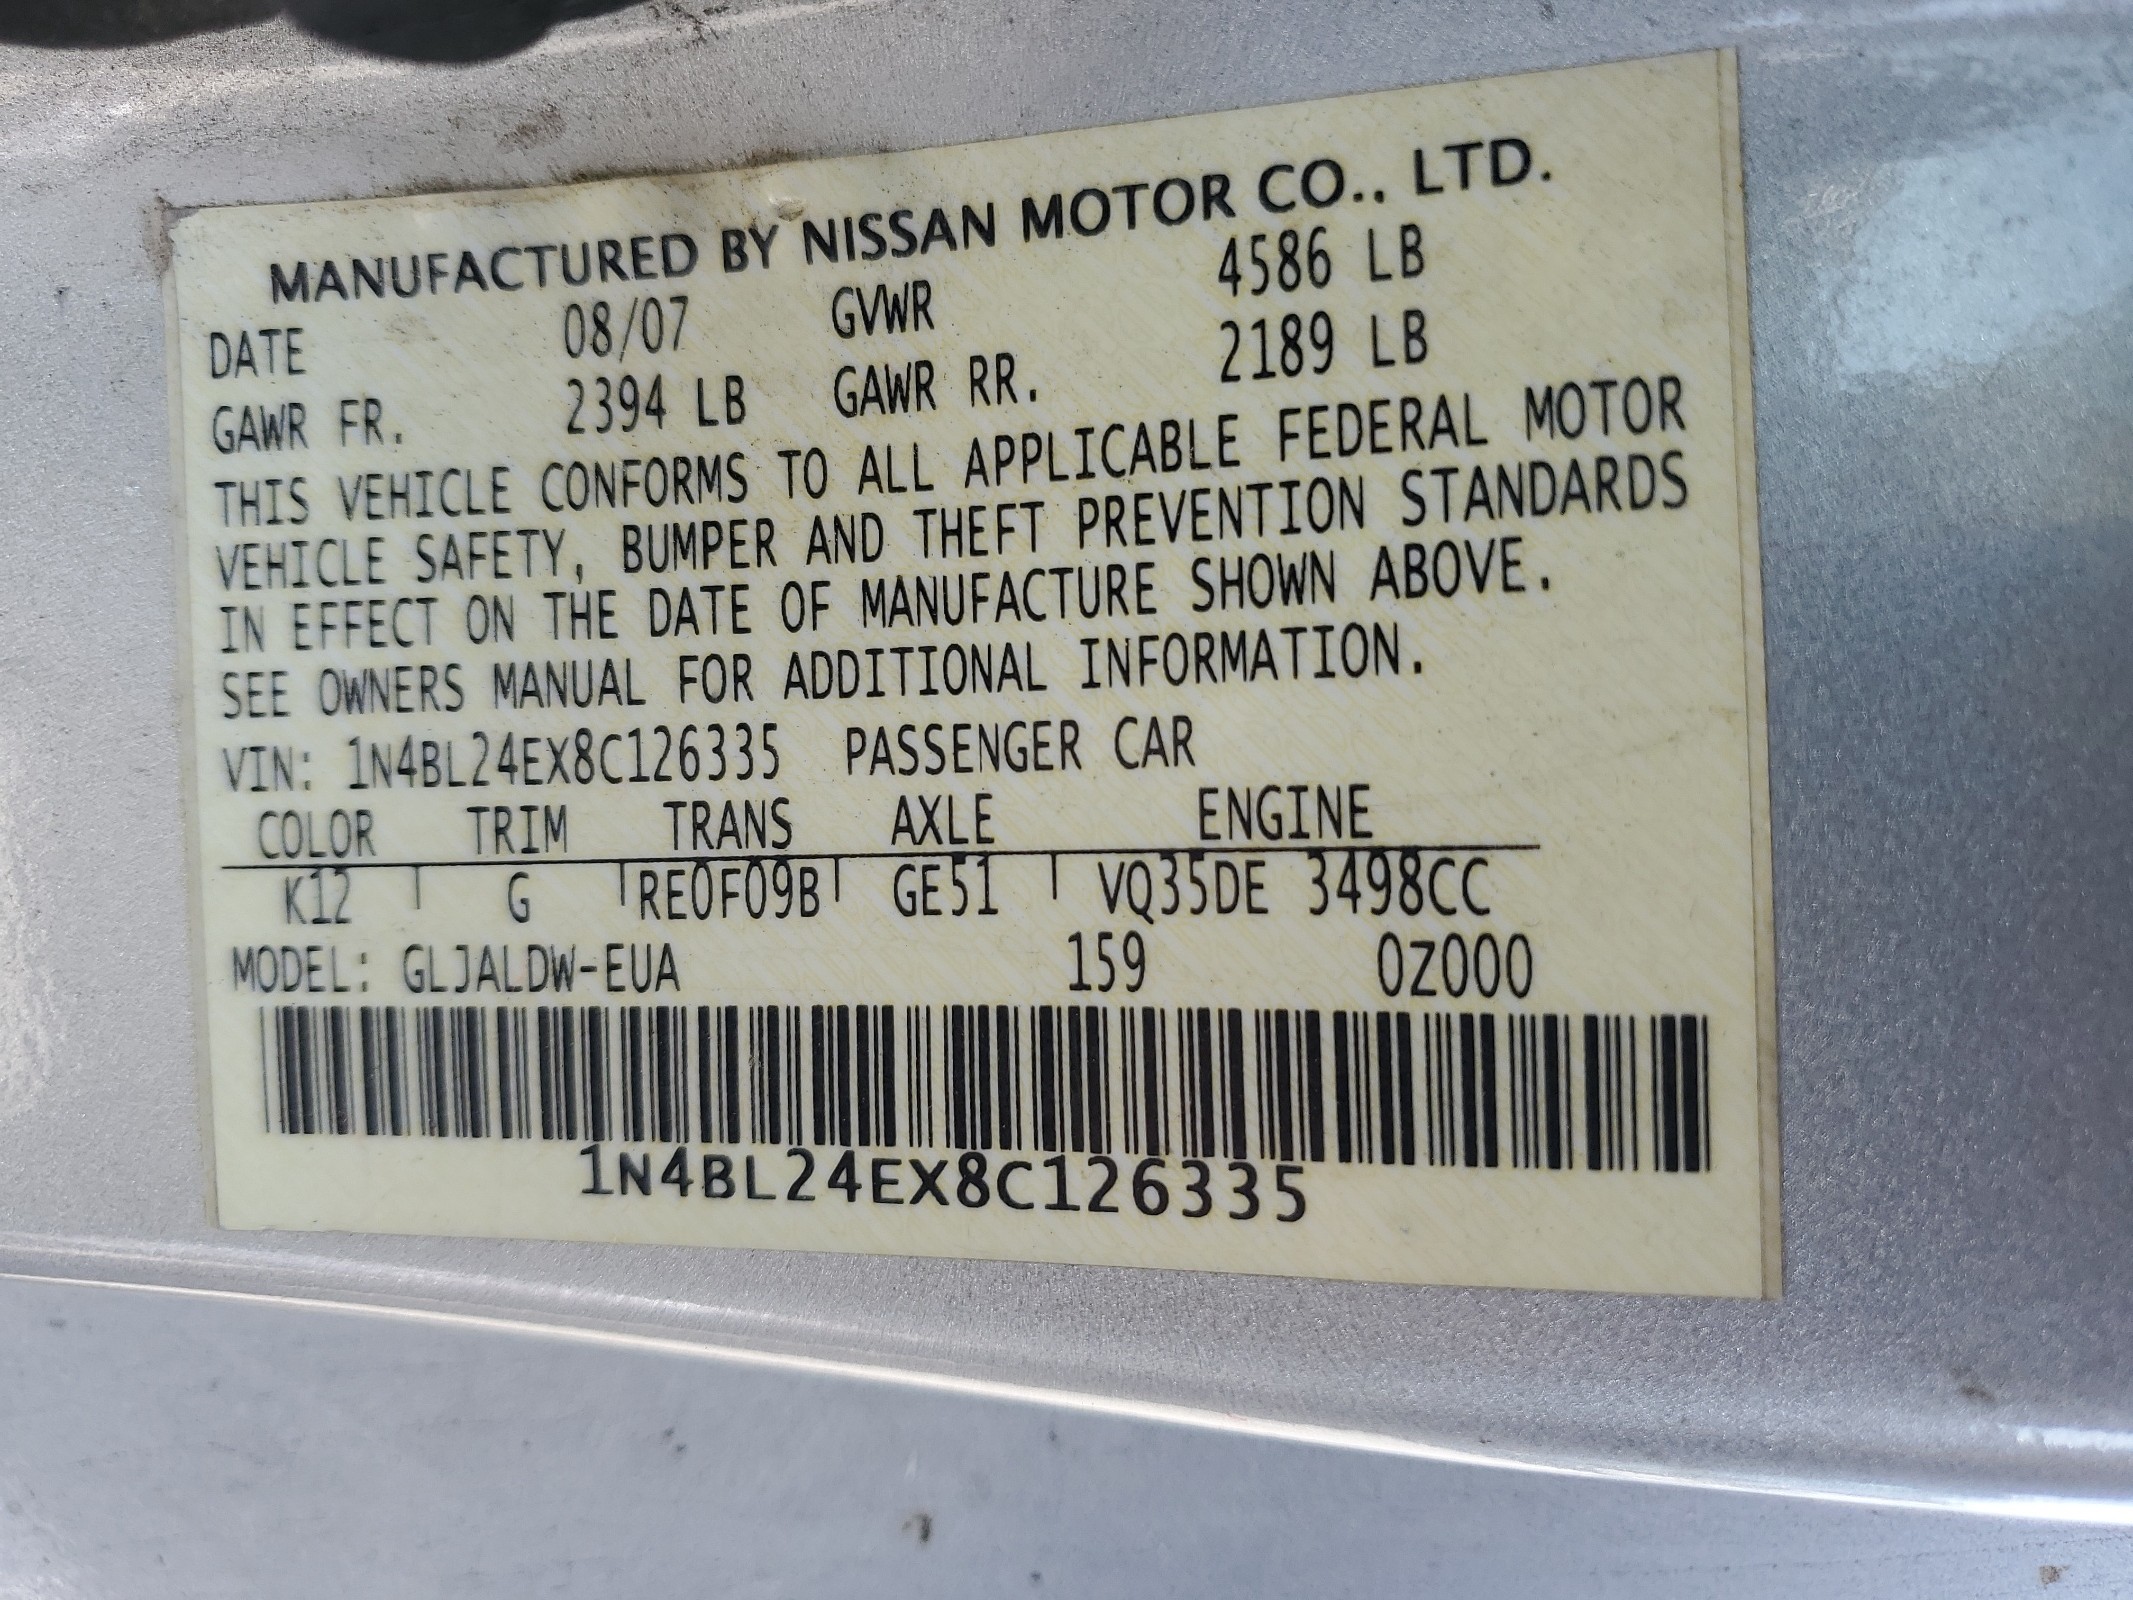 MANUFACTURED BY NISSAN MOTOR CO., LTD.
DATE 08/07 GVWR 4586 LB
GAWR FR. 2394 LB GAWR RR. 2189 LB
THIS VEHICLE CONFORMS TO ALL APPLICABLE FEDERAL MOTOR
VEHICLE SAFETY, BUMPER AND THEFT PREVENTION STANDARDS
IN EFFECT ON THE DATE OF MANUFACTURE SHOWN ABOVE.
SEE OWNERS MANUAL FOR ADDITIONAL INFORMATION.
VIN: 1N4BL24EX8C126335 PASSENGER CAR
COLOR TRIM TRANS AXLE ENGINE
K12 G RE0F09B GE51 VQ35DE 3498CC
MODEL: GLJALDW-EUA 159 0Z000
1N4BL24EX8C126335